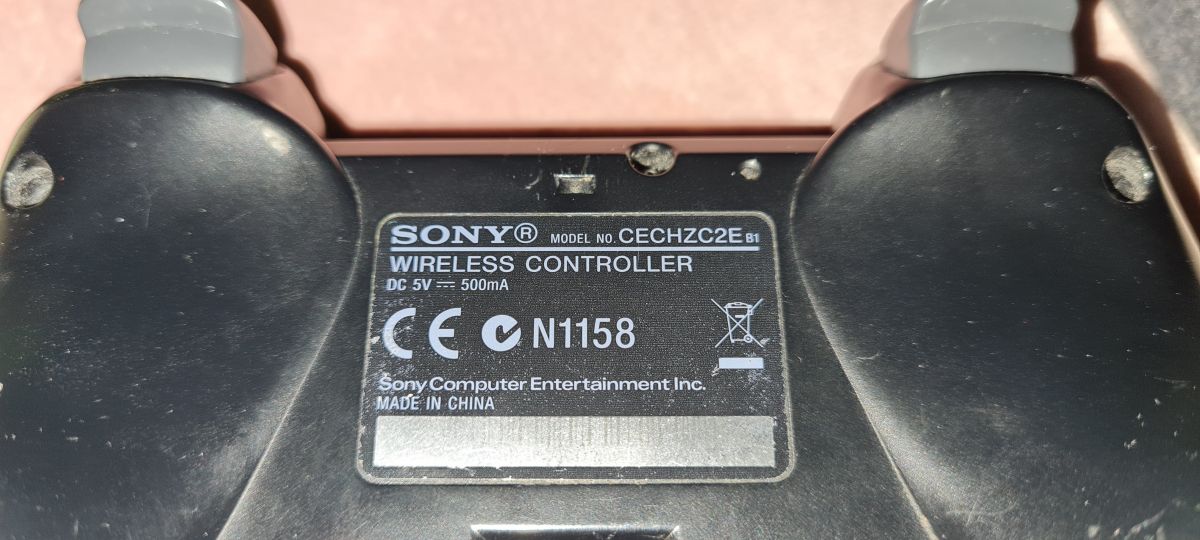 SONY® MODEL NO. CECHZC2E B1
WIRELESS CONTROLLER
DC 5V ⎓ 500mA
CE N1158
Sony Computer Entertainment Inc.
MADE IN CHINA